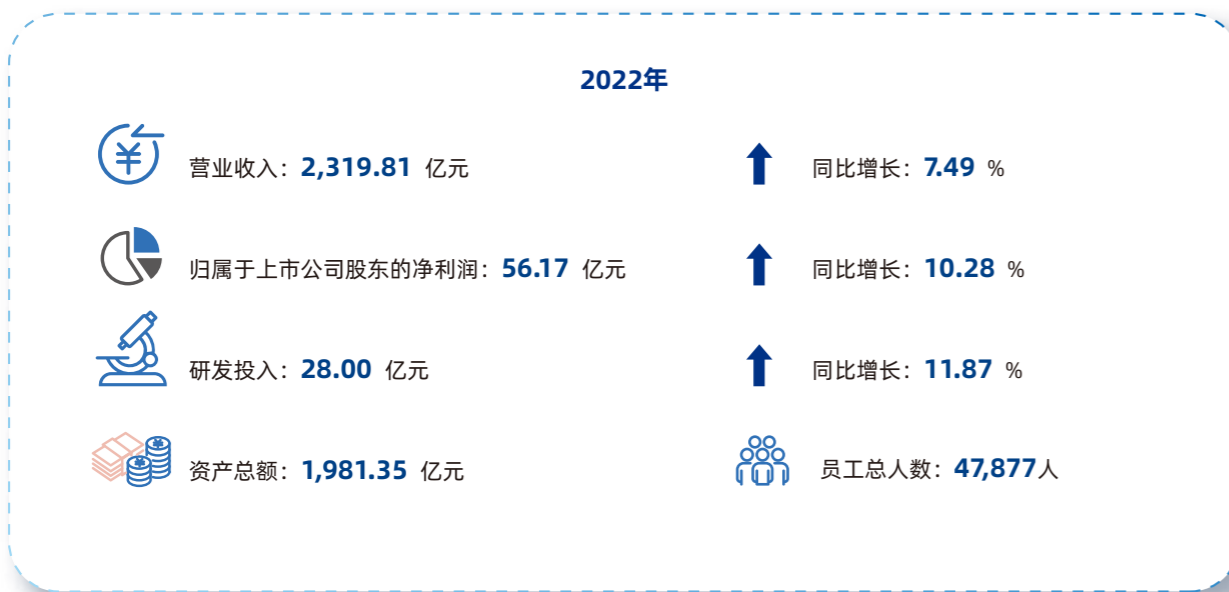 2022年
营业收入：2,319.81 亿元
同比增长：7.49 %
归属于上市公司股东的净利润：56.17 亿元
同比增长：10.28 %
研发投入：28.00 亿元
同比增长：11.87 %
资产总额：1,981.35 亿元
员工总人数：47,877人